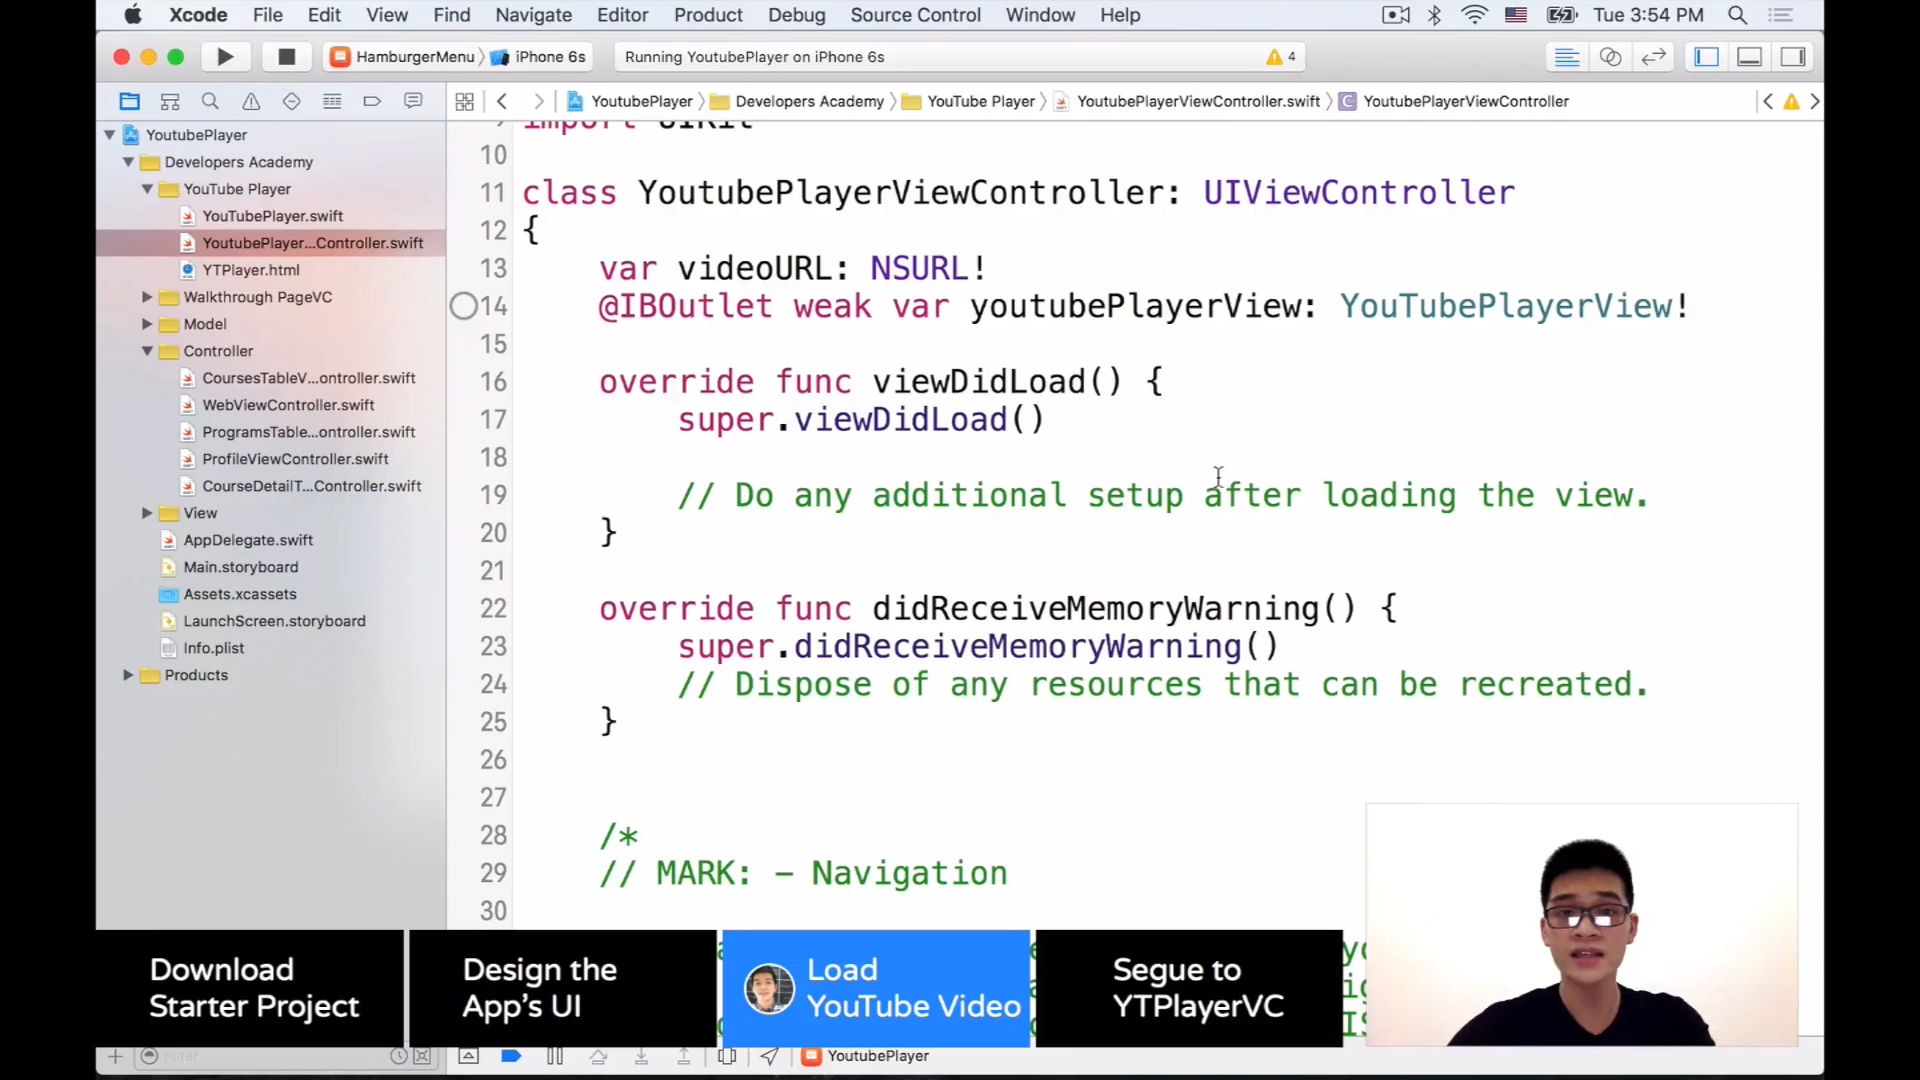 Xcode File Edit View Find Navigate Editor Product Debug Source Control Window Help Tue 3:54 PM
HamburgerMenu iPhone 6s Running YoutubePlayer on iPhone 6s 4
YoutubePlayer Developers Academy YouTube Player YoutubePlayerViewController.swift C YoutubePlayerViewController
YoutubePlayer
Developers Academy
YouTube Player
YouTubePlayer.swift
YoutubePlayer...Controller.swift
YTPlayer.html
Walkthrough PageVC
Model
Controller
CoursesTableV...ontroller.swift
WebViewController.swift
ProgramsTable...ontroller.swift
ProfileViewController.swift
CourseDetailT...Controller.swift
View
AppDelegate.swift
Main.storyboard
Assets.xcassets
LaunchScreen.storyboard
Info.plist
Products
Filter
9 import UIKit
10
11 class YoutubePlayerViewController: UIViewController
12 {
13 var videoURL: NSURL!
14 @IBOutlet weak var youtubePlayerView: YouTubePlayerView!
15
16 override func viewDidLoad() {
17 super.viewDidLoad()
18
19 // Do any additional setup after loading the view.
20 }
21
22 override func didReceiveMemoryWarning() {
23 super.didReceiveMemoryWarning()
24 // Dispose of any resources that can be recreated.
25 }
26
27
28 /*
29 // MARK: - Navigation
30
Download
Starter Project
Design the
App's UI
Load
YouTube Video
Segue to
YTPlayerVC
YoutubePlayer